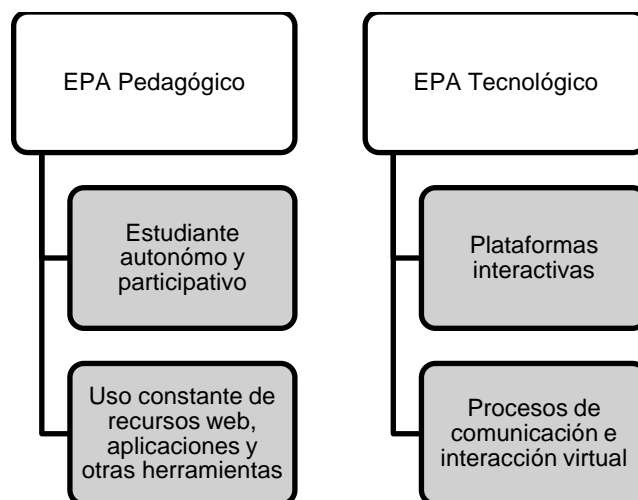 EPA Pedagógico
Estudiante
autonómo y
participativo
Uso constante de
recursos web,
aplicaciones y
otras herramientas
EPA Tecnológico
Plataformas
interactivas
Procesos de
comunicación e
interacción virtual